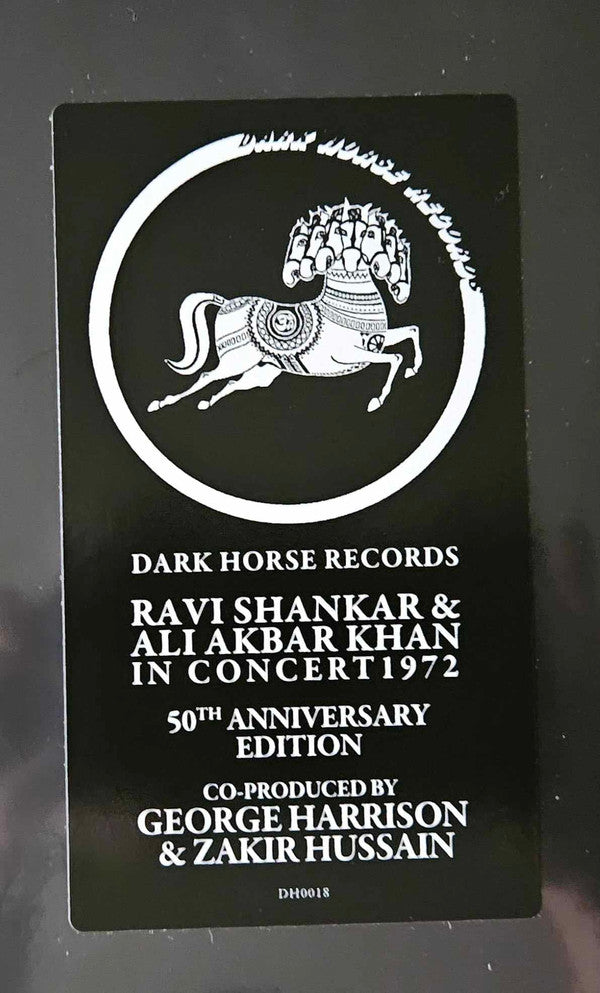 DARK HORSE RECORDS
DARK HORSE RECORDS
RAVI SHANKAR &
ALI AKBAR KHAN
IN CONCERT 1972
50TH ANNIVERSARY
EDITION
CO-PRODUCED BY
GEORGE HARRISON
& ZAKIR HUSSAIN
DH0018